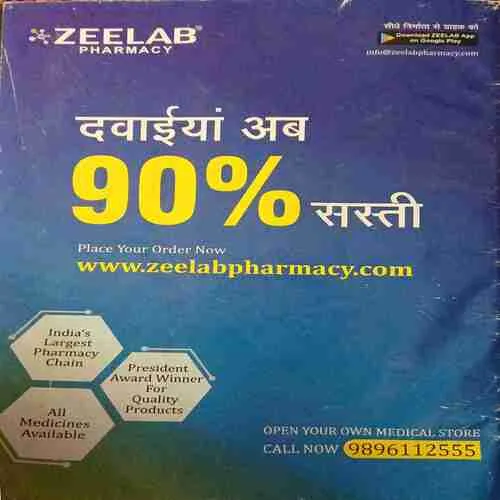 ZEELAB®
PHARMACY
सीधे निर्माता से ग्राहक को
Download ZEELAB App
on Google Play
info@zeelabpharmacy.com
दवाईयां अब
90% सस्ती
Place Your Order Now
www.zeelabpharmacy.com
India's
Largest
Pharmacy
Chain
President
Award Winner
For
Quality
Products
All
Medicines
Available
OPEN YOUR OWN MEDICAL STORE
CALL NOW 9896112555